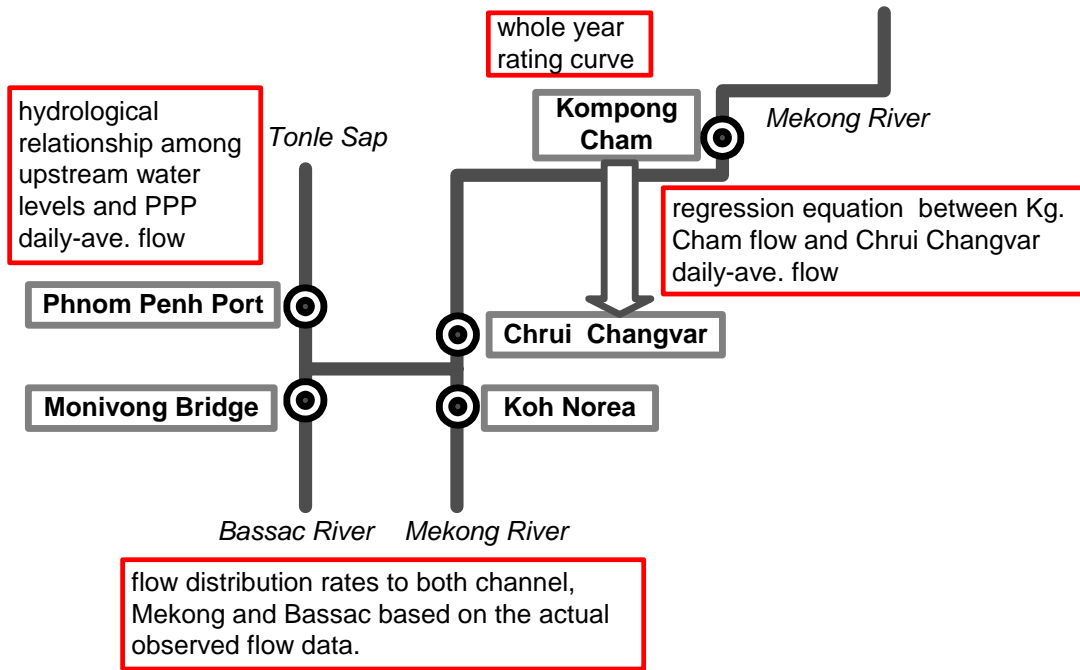 whole year
rating curve
hydrological
relationship among
upstream water
levels and PPP
daily-ave. flow
Tonle Sap
Kompong
Cham
Mekong River
regression equation  between Kg.
Cham flow and Chrui Changvar
daily-ave. flow
Phnom Penh Port
Chrui  Changvar
Monivong Bridge
Koh Norea
Bassac River
Mekong River
flow distribution rates to both channel,
Mekong and Bassac based on the actual
observed flow data.